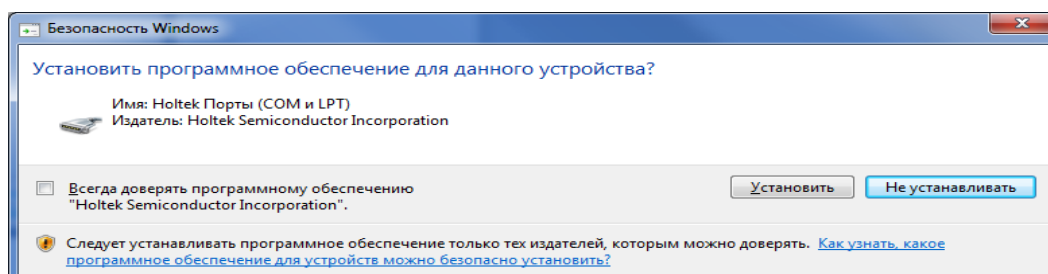 Безопасность Windows
Установить программное обеспечение для данного устройства?
Имя: Holtek Порты (COM и LPT)
Издатель: Holtek Semiconductor Incorporation
Всегда доверять программному обеспечению
"Holtek Semiconductor Incorporation".
Установить
Не устанавливать
Следует устанавливать программное обеспечение только тех издателей, которым можно доверять. Как узнать, какое
программное обеспечение для устройств можно безопасно установить?